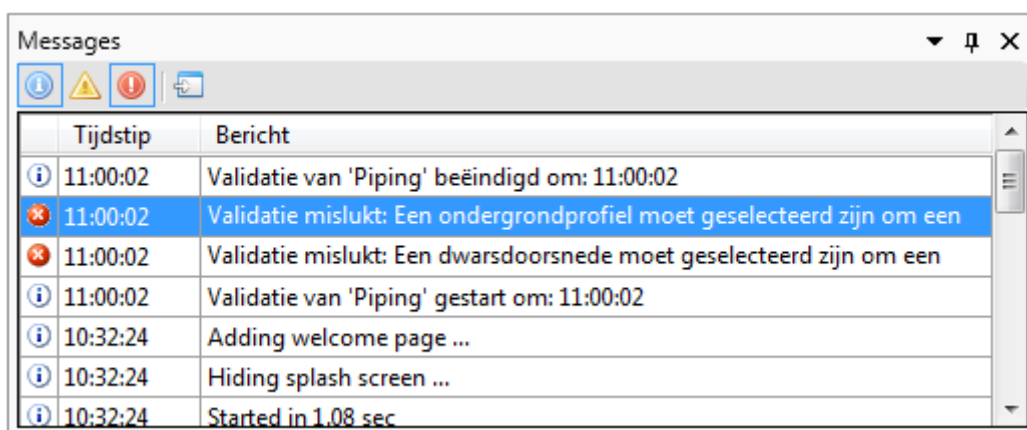 Messages
Tijdstip Bericht
11:00:02 Validatie van 'Piping' beëindigd om: 11:00:02
11:00:02 Validatie mislukt: Een ondergrondprofiel moet geselecteerd zijn om een
11:00:02 Validatie mislukt: Een dwarsdoorsnede moet geselecteerd zijn om een
11:00:02 Validatie van 'Piping' gestart om: 11:00:02
10:32:24 Adding welcome page ...
10:32:24 Hiding splash screen ...
10:32:24 Started in 1.08 sec